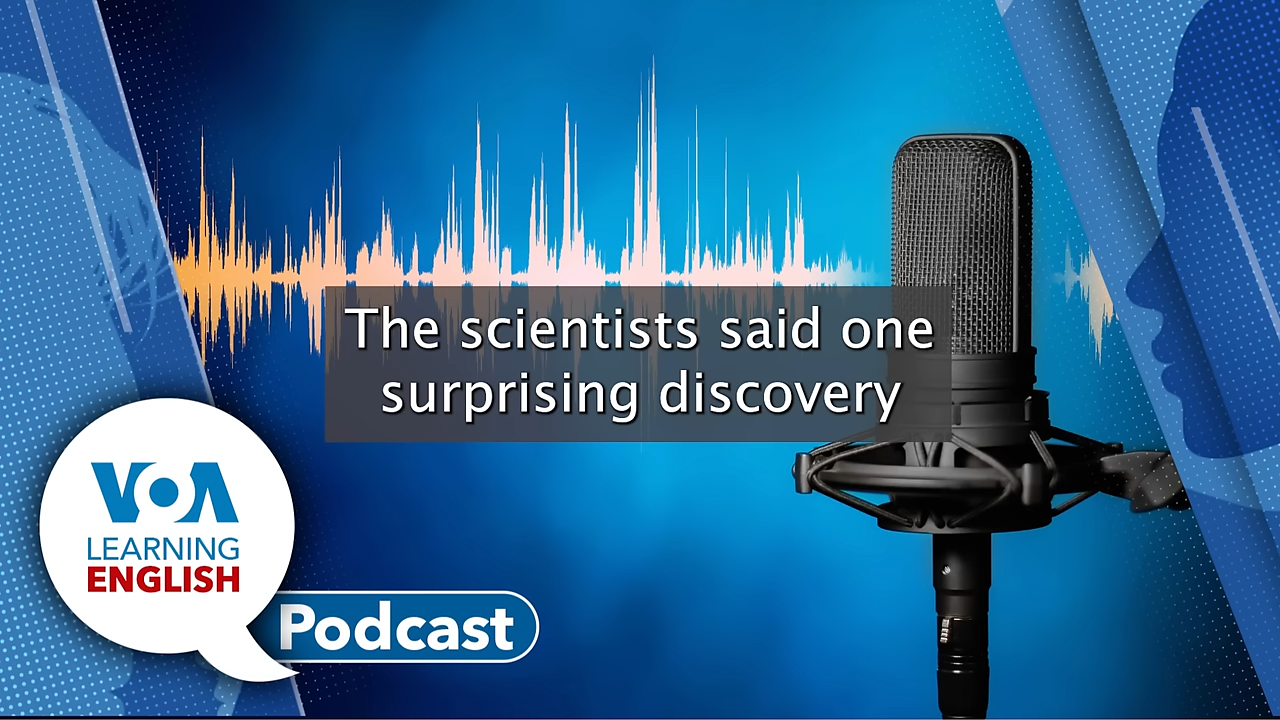 The scientists said one
surprising discovery
VOA
LEARNING
ENGLISH
Podcast